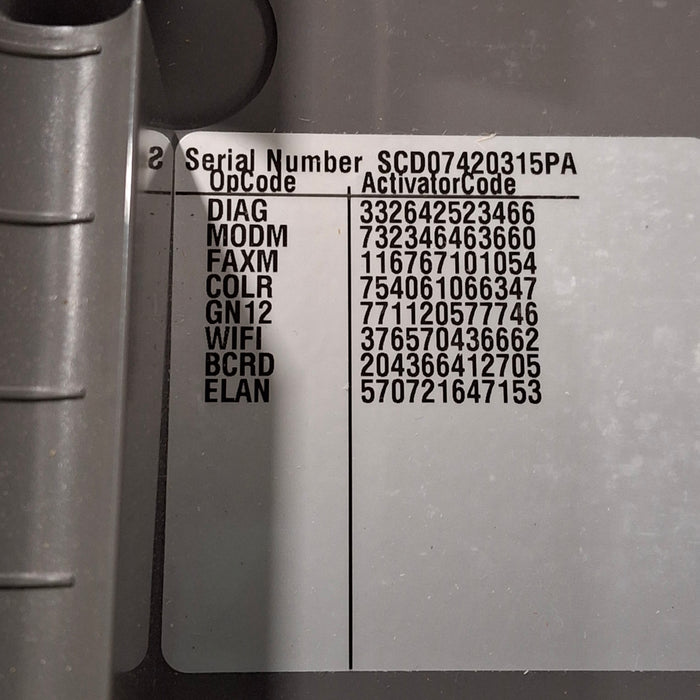 Serial Number SCD07420315PA
OpCode ActivatorCode
DIAG 332642523466
MODM 732346463660
FAXM 116767101054
COLR 754061066347
GN12 771120577746
WIFI 376570436662
BCRD 204366412705
ELAN 570721647153